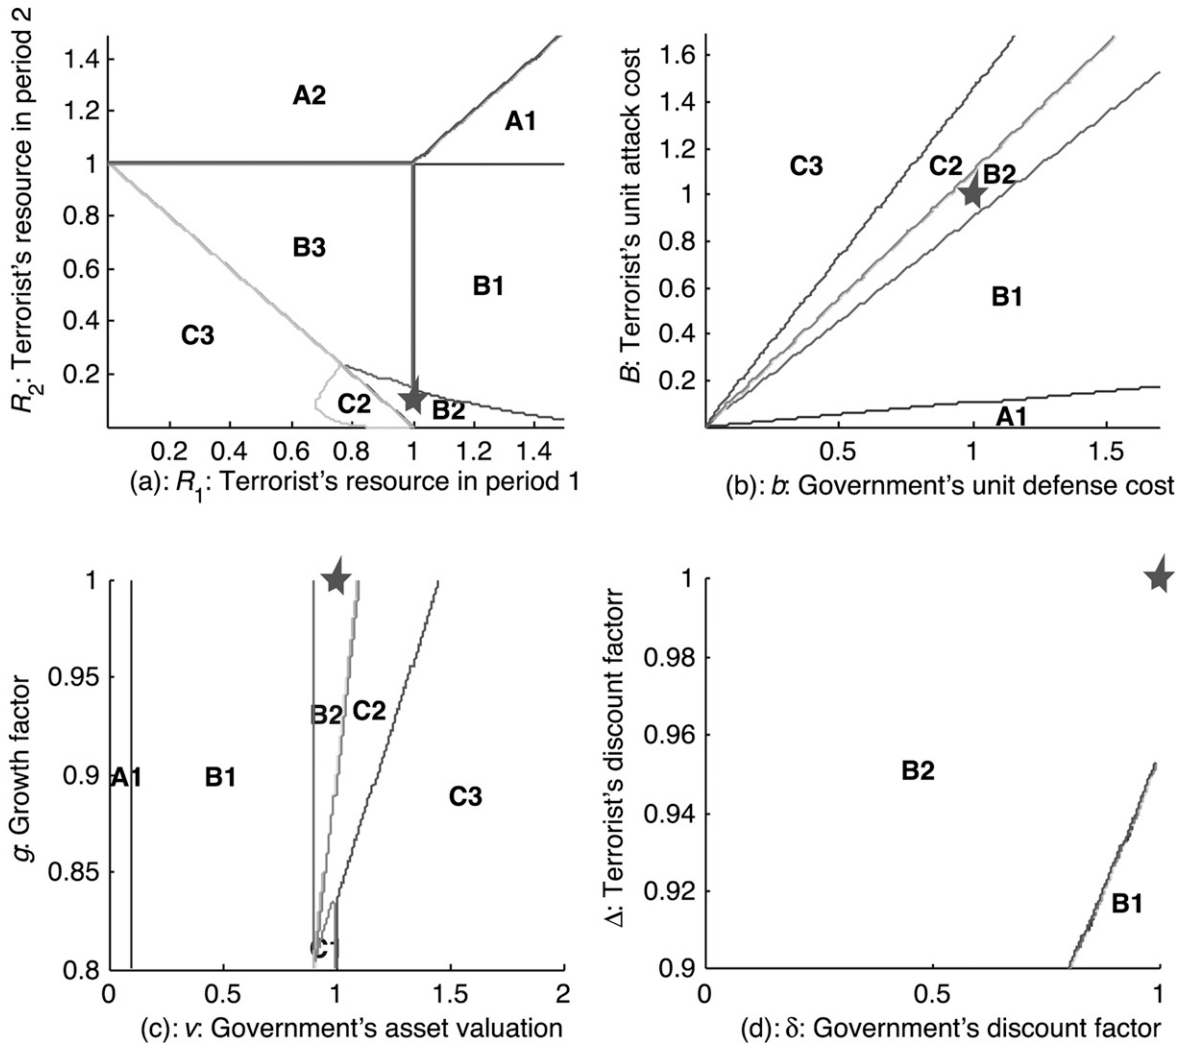 R2: Terrorist's resource in period 2
1.4
1.2
1
0.8
0.6
0.4
0.2
A2
A1
B3
B1
C3
C2
B2
0.2 0.4 0.6 0.8 1 1.2 1.4
(a): R1: Terrorist's resource in period 1
B: Terrorist's unit attack cost
1.6
1.4
1.2
1
0.8
0.6
0.4
0.2
C3
C2
B2
B1
A1
0.5 1 1.5
(b): b: Government's unit defense cost
g: Growth factor
1
0.95
0.9
0.85
0.8
A1
B1
B2
C2
C3
C1
0 0.5 1 1.5 2
(c): v: Government's asset valuation
Δ: Terrorist's discount factorr
1
0.98
0.96
0.94
0.92
0.9
B2
B1
0 0.5 1
(d): δ: Government's discount factor